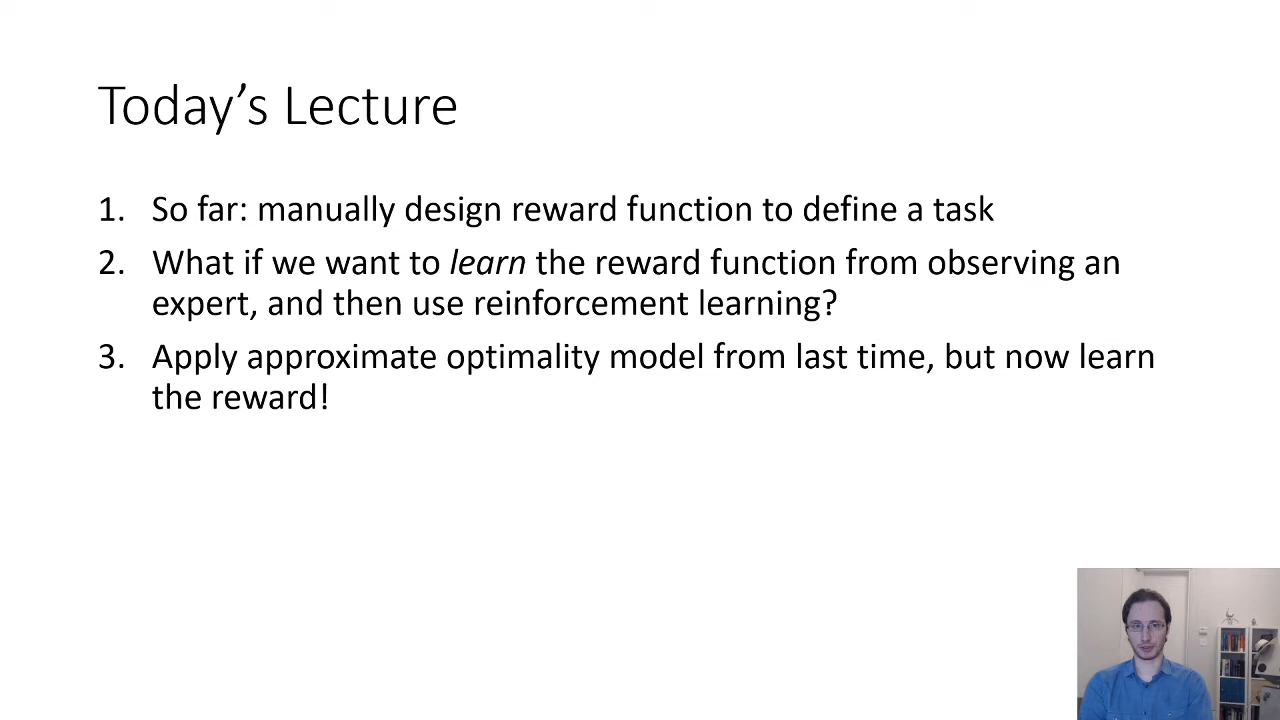 Today’s Lecture
1. So far: manually design reward function to define a task
2. What if we want to learn the reward function from observing an
expert, and then use reinforcement learning?
3. Apply approximate optimality model from last time, but now learn
the reward!